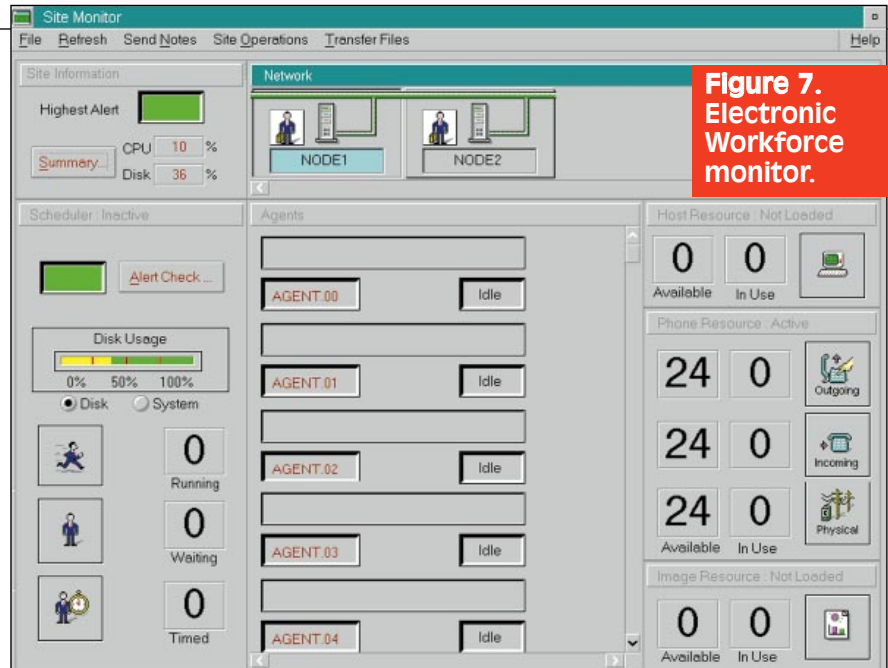 Site Monitor
File Refresh Send Notes Site Operations Transfer Files Help
Site Information
Highest Alert
Summary... CPU 10 %
Disk 36 %
Network
NODE1 NODE2
Figure 7.
Electronic
Workforce
monitor.
Scheduler : Inactive
Alert Check ...
Disk Usage
0% 50% 100%
Disk System
0
Running
0
Waiting
0
Timed
Agents
AGENT.00 Idle
AGENT.01 Idle
AGENT.02 Idle
AGENT.03 Idle
AGENT.04 Idle
Host Resource : Not Loaded
0 0
Available In Use
Phone Resource : Active
24 0 Outgoing
24 0 Incoming
24 0 Physical
Available In Use
Image Resource : Not Loaded
0 0
Available In Use